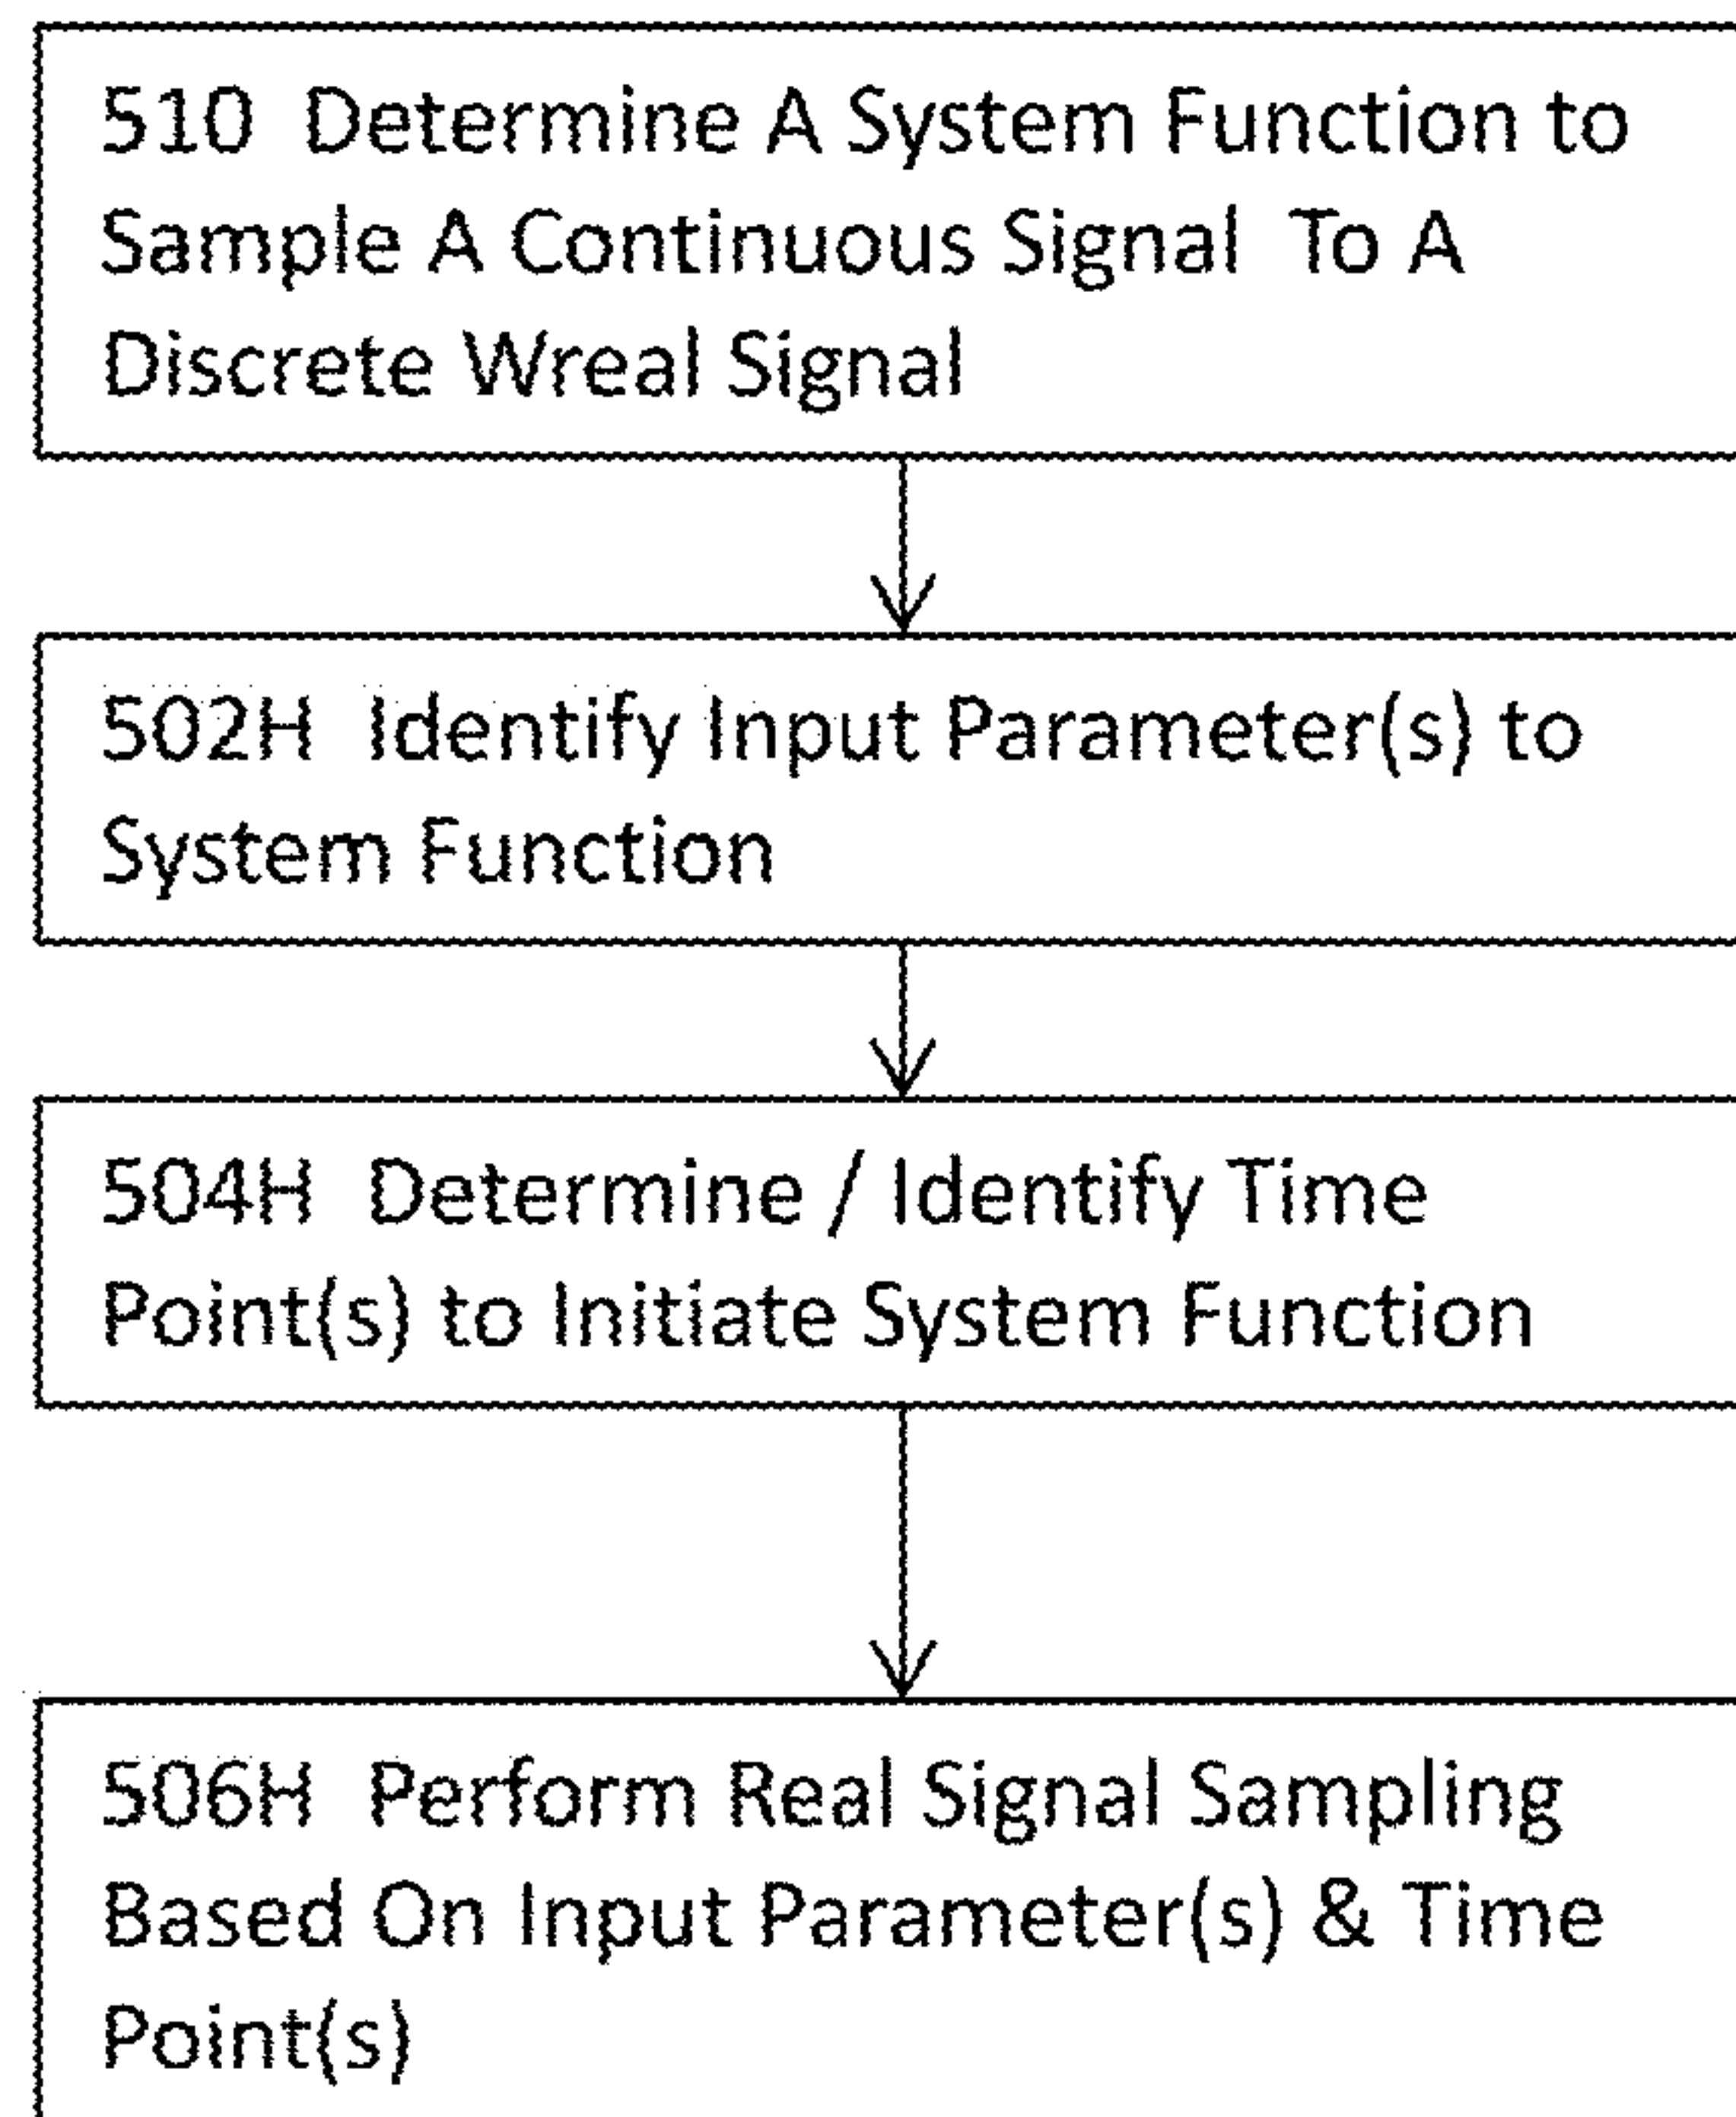 510 Determine A System Function to
Sample A Continuous Signal To A
Discrete Wreal Signal
502H Identify Input Parameter(s) to
System Function
504H Determine / Identify Time
Point(s) to Initiate System Function
506H Perform Real Signal Sampling
Based On Input Parameter(s) & Time
Point(s)